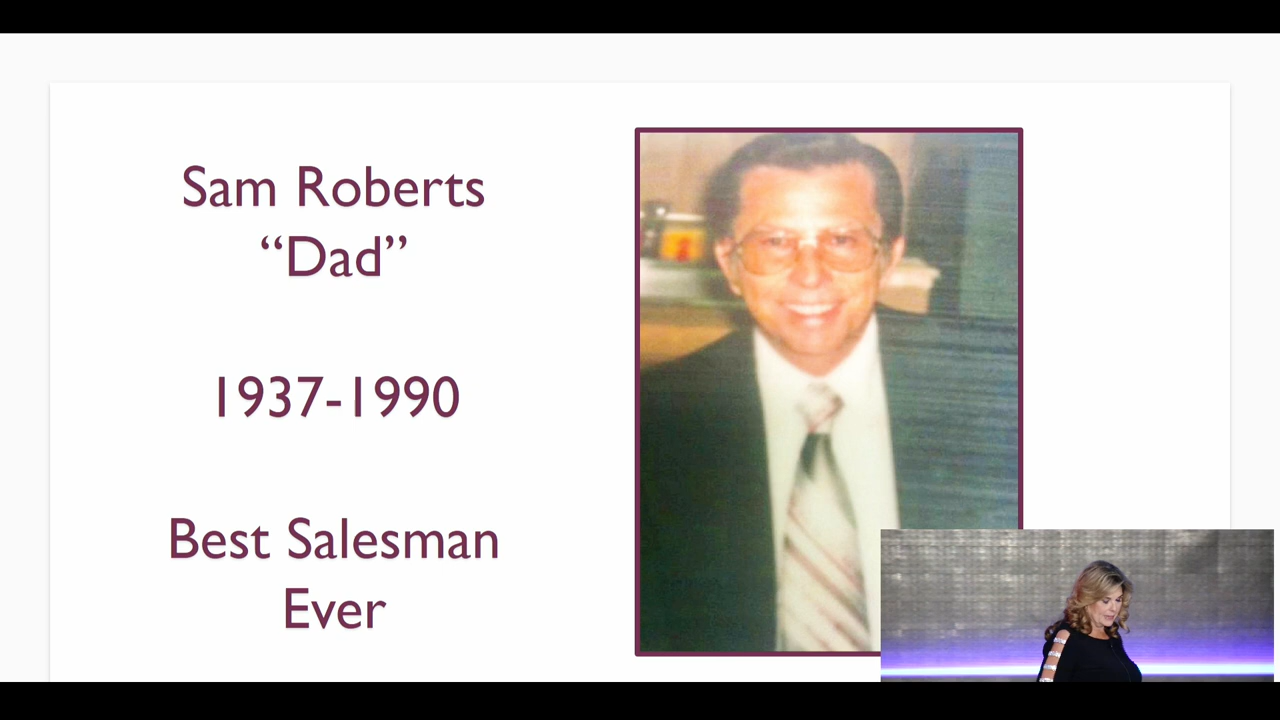 Sam Roberts
“Dad”
1937-1990
Best Salesman
Ever